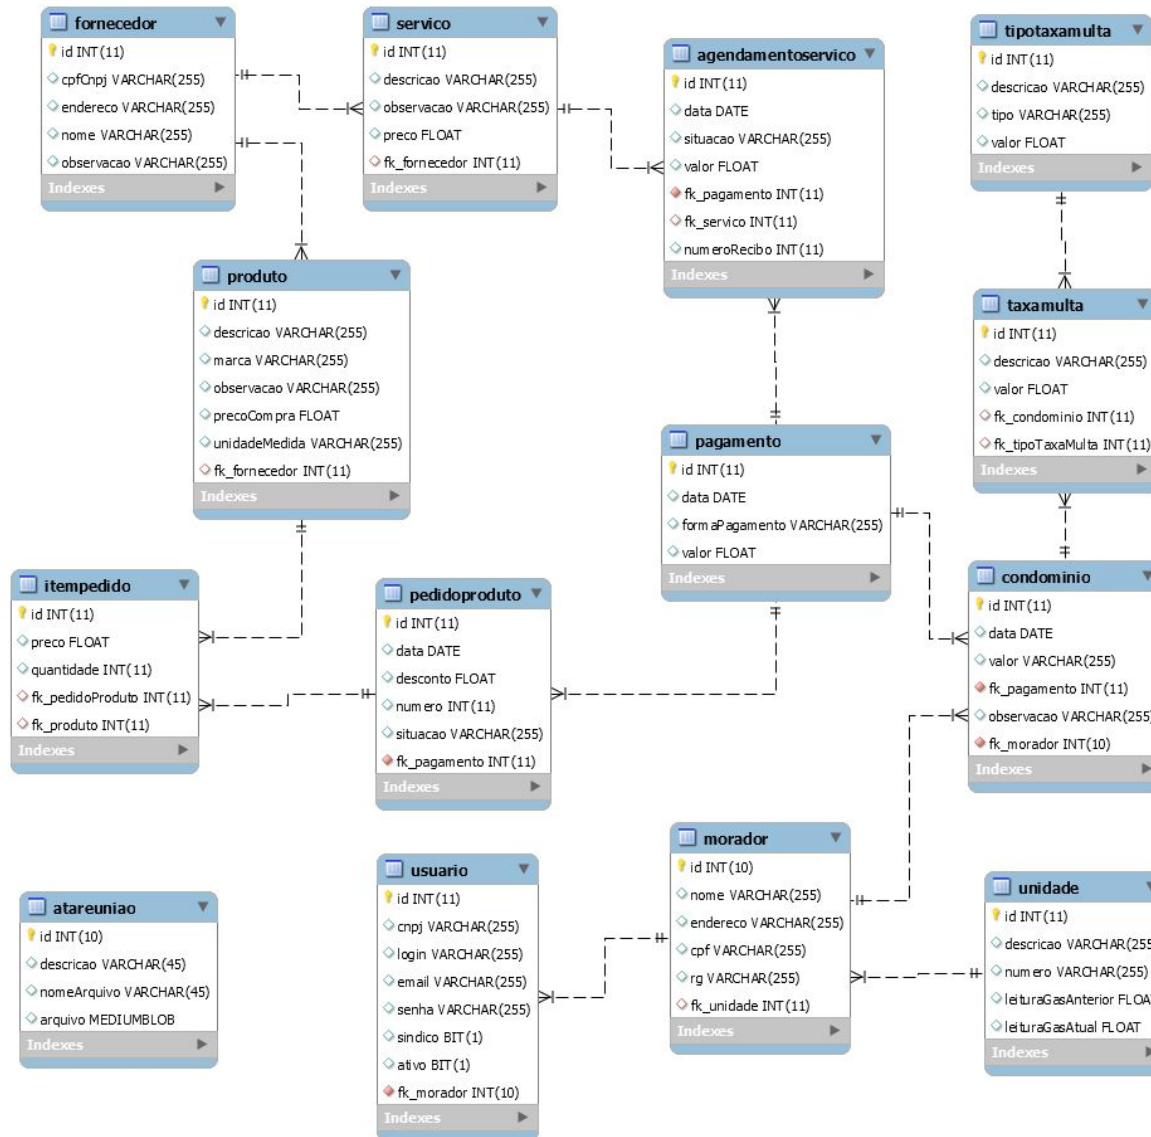 fornecedor
id INT(11)
cpfCnpj VARCHAR(255)
endereco VARCHAR(255)
nome VARCHAR(255)
observacao VARCHAR(255)
Indexes
servico
id INT(11)
descricao VARCHAR(255)
observacao VARCHAR(255)
preco FLOAT
fk_fornecedor INT(11)
Indexes
agendamentoservico
id INT(11)
data DATE
situacao VARCHAR(255)
valor FLOAT
fk_pagamento INT(11)
fk_servico INT(11)
numeroRecibo INT(11)
Indexes
tipotaxamulta
id INT(11)
descricao VARCHAR(255)
tipo VARCHAR(255)
valor FLOAT
Indexes
produto
id INT(11)
descricao VARCHAR(255)
marca VARCHAR(255)
observacao VARCHAR(255)
precoCompra FLOAT
unidadeMedida VARCHAR(255)
fk_fornecedor INT(11)
Indexes
taxamulta
id INT(11)
descricao VARCHAR(255)
valor FLOAT
fk_condominio INT(11)
fk_tipoTaxaMulta INT(11)
Indexes
pagamento
id INT(11)
data DATE
formaPagamento VARCHAR(255)
valor FLOAT
Indexes
itempedido
id INT(11)
preco FLOAT
quantidade INT(11)
fk_pedidoProduto INT(11)
fk_produto INT(11)
Indexes
pedidoproduto
id INT(11)
data DATE
desconto FLOAT
numero INT(11)
situacao VARCHAR(255)
fk_pagamento INT(11)
Indexes
condominio
id INT(11)
data DATE
valor VARCHAR(255)
fk_pagamento INT(11)
observacao VARCHAR(255)
fk_morador INT(10)
Indexes
atareuniao
id INT(10)
descricao VARCHAR(45)
nomeArquivo VARCHAR(45)
arquivo MEDIUMBLOB
Indexes
usuario
id INT(11)
cnpj VARCHAR(255)
login VARCHAR(255)
email VARCHAR(255)
senha VARCHAR(255)
sindico BIT(1)
ativo BIT(1)
fk_morador INT(10)
Indexes
morador
id INT(10)
nome VARCHAR(255)
endereco VARCHAR(255)
cpf VARCHAR(255)
rg VARCHAR(255)
fk_unidade INT(11)
Indexes
unidade
id INT(11)
descricao VARCHAR(255
numero VARCHAR(255)
leituraGasAnterior FLOA
leituraGasAtual FLOAT
Indexes